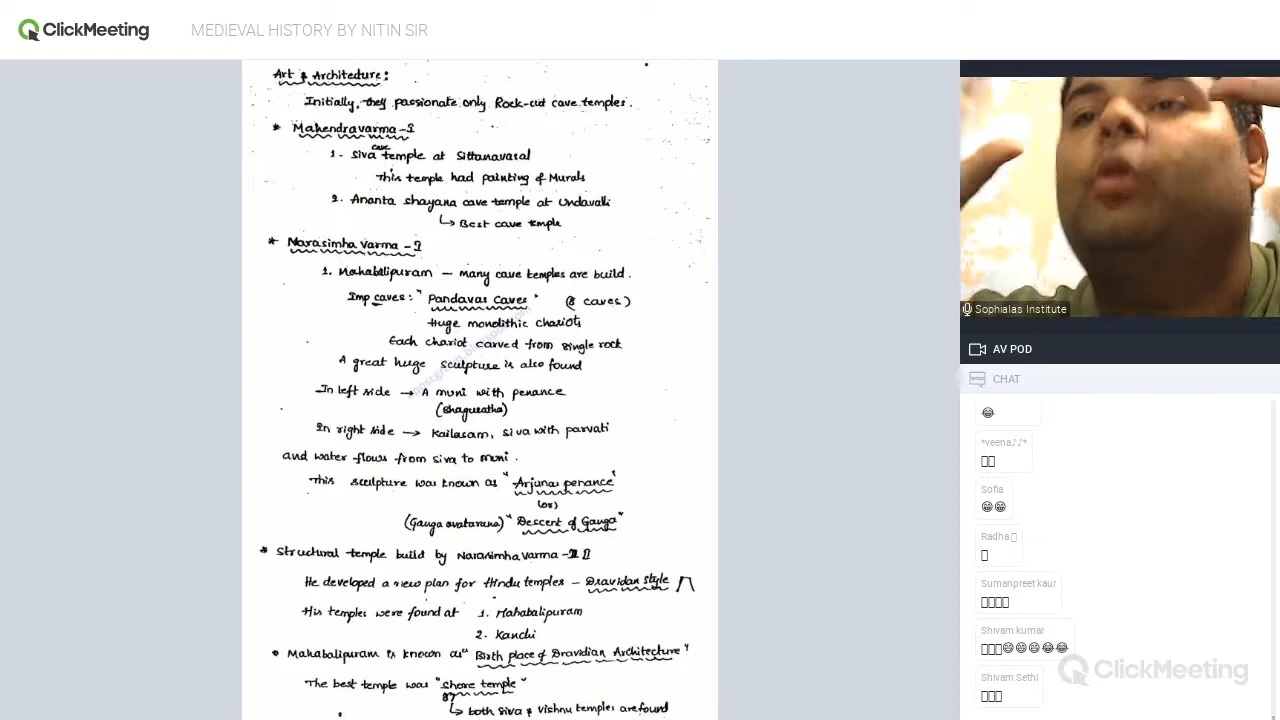 ClickMeeting
MEDIEVAL HISTORY BY NITIN SIR
Art & Architecture:
Initially, they passionate only Rock-cut cave temples.
* Mahendravarma-I
1. Siva cave temple at Sittanavasal
This temple had painting of Murals
2. Ananta shayana cave temple at Undavalli
↳ Best cave temple
* Narasimha Varma-I
1. Mahabalipuram — many cave temples are build.
Imp caves: "Pandavas Caves" (8 caves)
Huge monolithic chariots
Each chariot carved from single rock
A great huge sculpture is also found
In left side → A muni with penance
(Bhaguratha)
In right side → Kailasam, siva with parvati
and water flows from siva to muni.
This sculpture was known as "Arjunas penance"
(or)
(Ganga avatarana) "Descent of Ganga"
* Structural temple build by Narasimha Varma-II
He developed a new plan for Hindu temples - Dravidan style
His temples were found at 1. Mahabalipuram
2. Kanchi
* Mahabalipuram is known as "Birth place of Dravidian Architecture"
The best temple was "Shore temple"
↳ both Siva & Vishnu temples are found
Sophialas Institute
AV POD
CHAT
😂
*veena♪♪*
Sofia
😁😁
Radha
Sumanpreet kaur
Shivam kumar
😄😄😄😂😂
Shivam Sethi
ClickMeeting